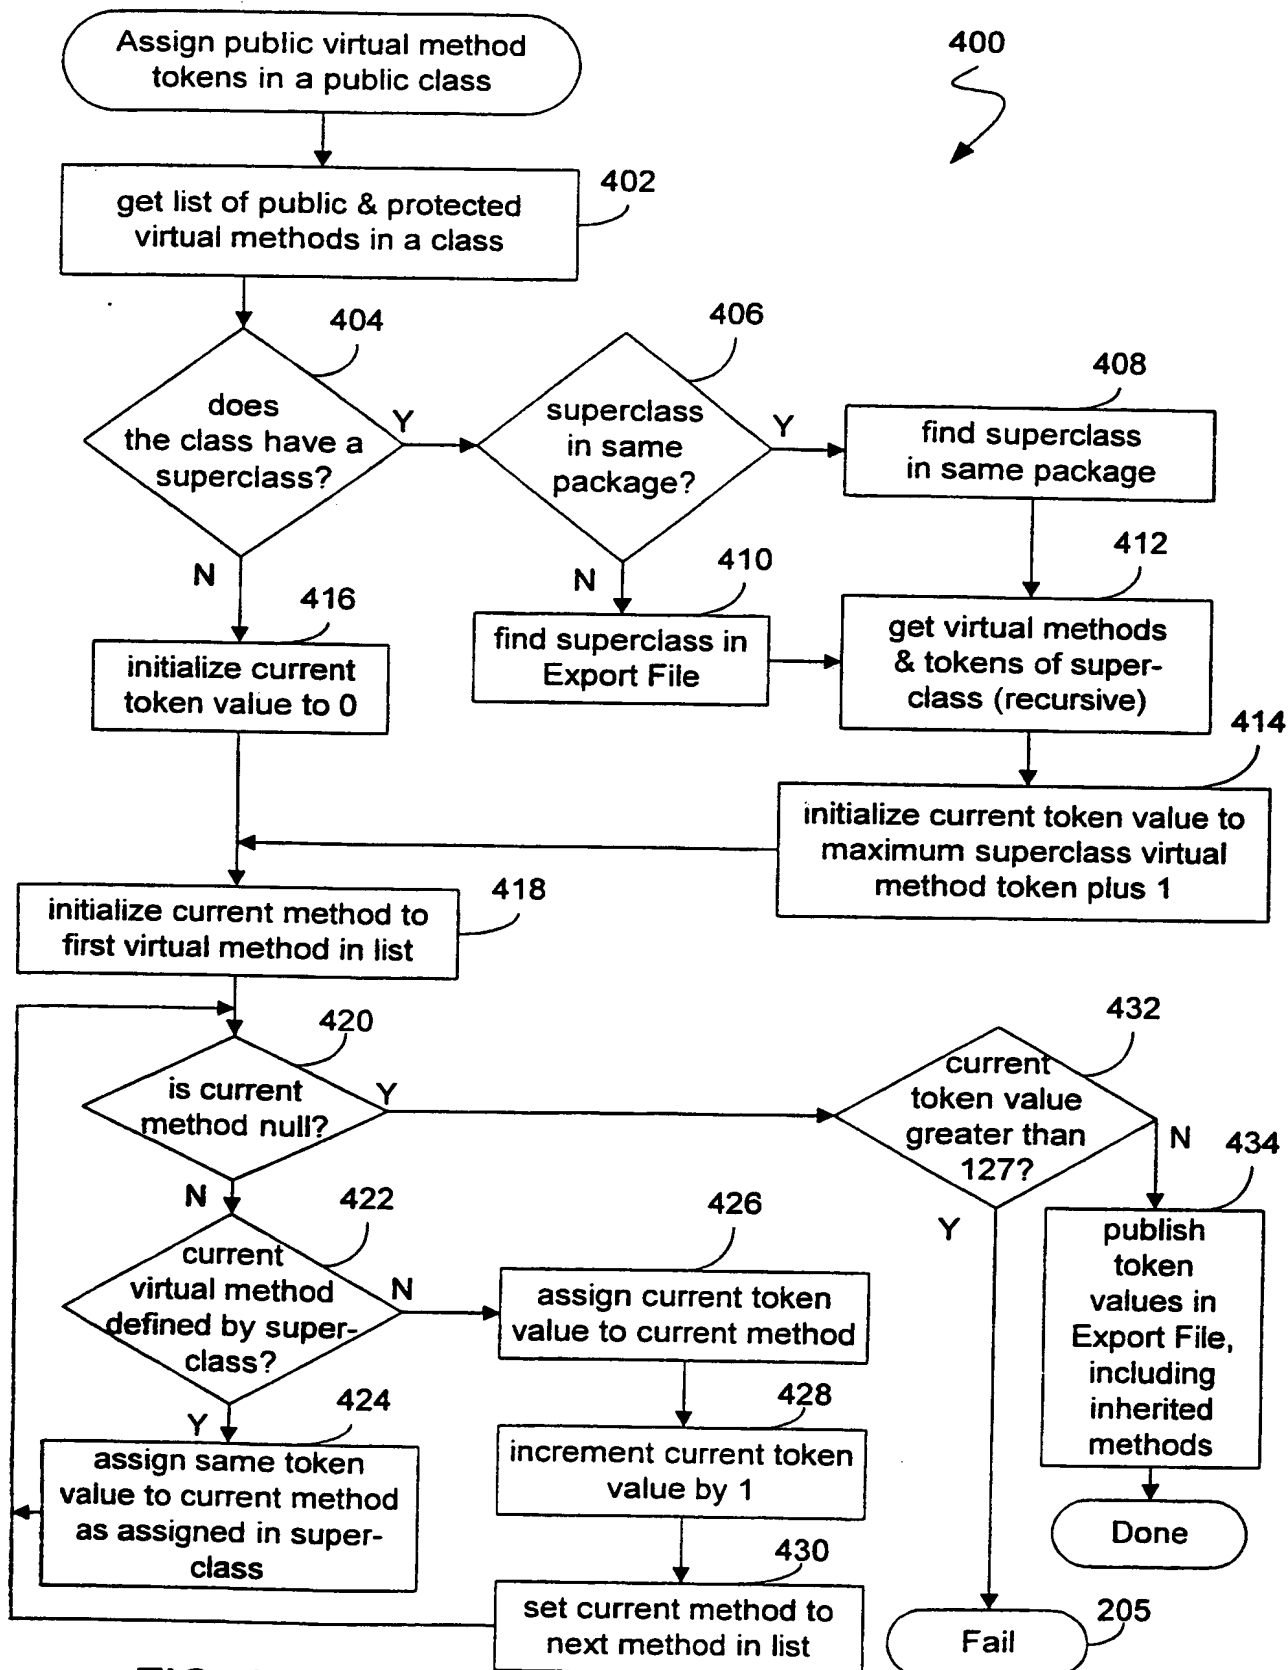 Assign public virtual method
tokens in a public class
400
402
get list of public & protected
virtual methods in a class
404
406
408
does
the class have a
superclass?
Y
superclass
in same
package?
Y
find superclass
in same package
N
N
410
412
416
initialize current
token value to 0
find superclass in
Export File
get virtual methods
& tokens of super-
class (recursive)
414
initialize current token value to
maximum superclass virtual
method token plus 1
418
initialize current method to
first virtual method in list
420
432
is current
method null?
Y
current
token value
greater than
127?
N
434
N
422
426
Y
current
virtual method
defined by super-
class?
N
assign current token
value to current method
publish
token
values in
Export File,
including
inherited
methods
Y
424
428
assign same token
value to current method
as assigned in super-
class
increment current token
value by 1
Done
430
set current method to
next method in list
205
Fail